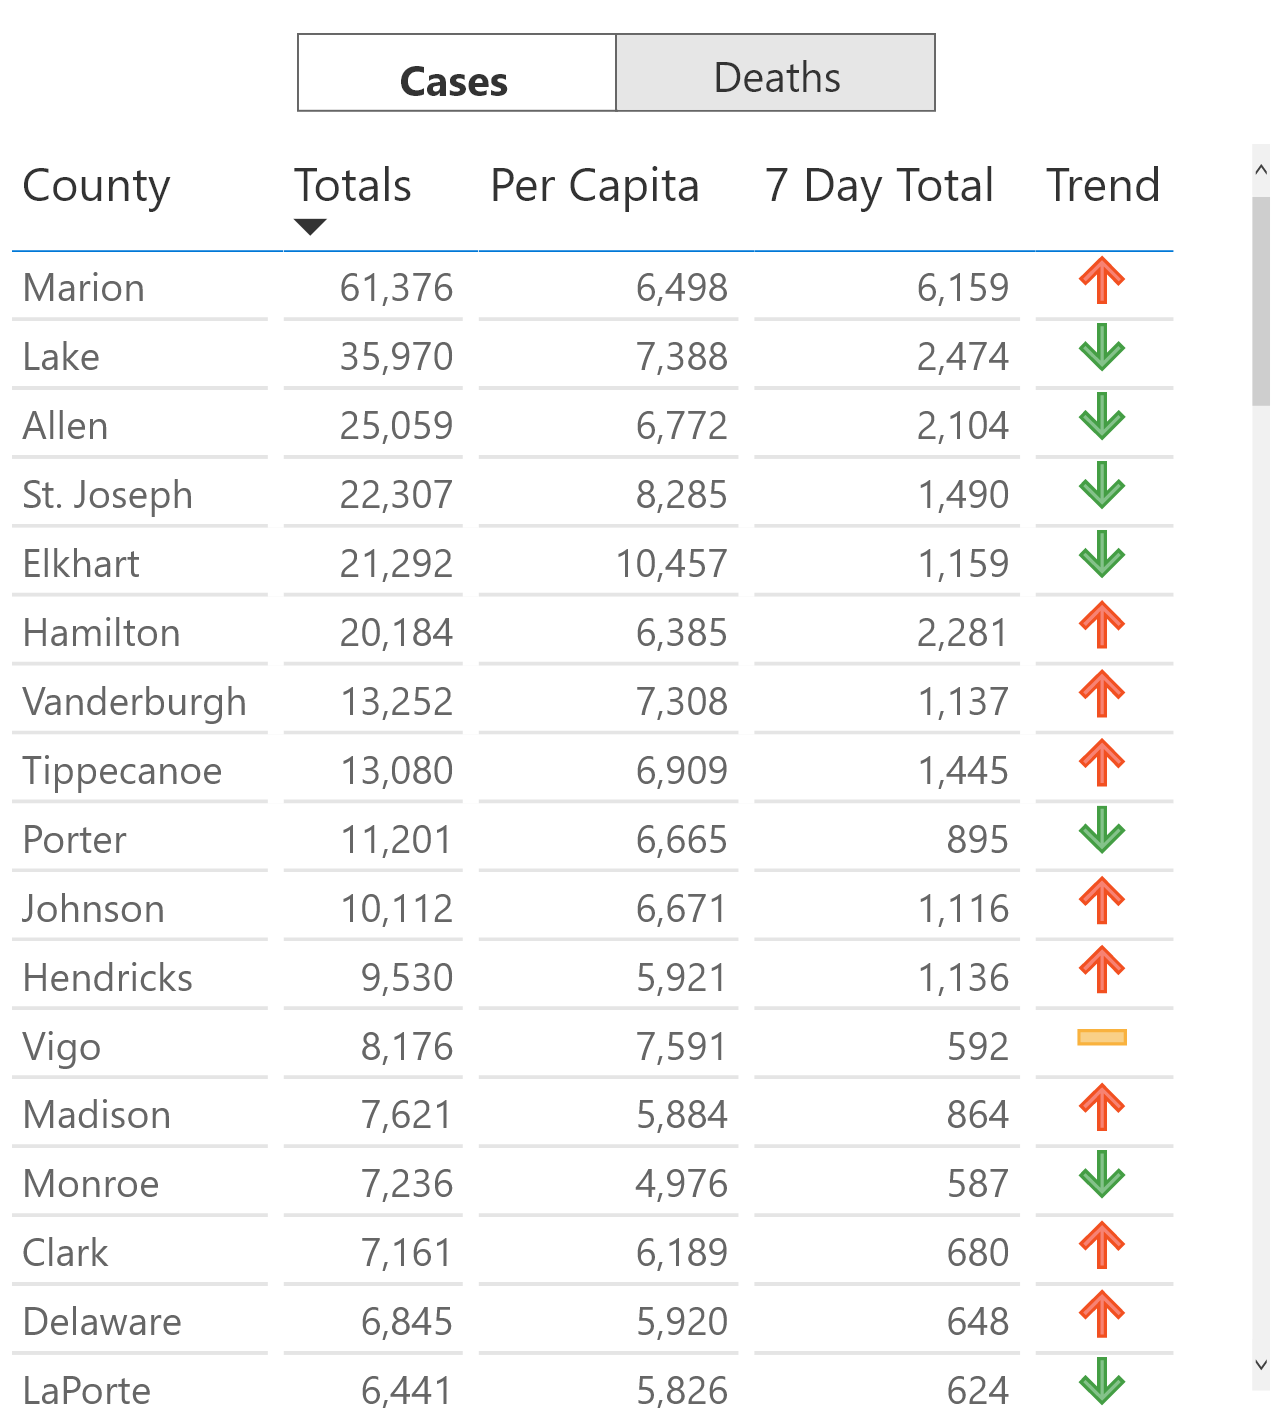 Cases Deaths
County Totals Per Capita 7 Day Total Trend
Marion 61,376 6,498 6,159
Lake 35,970 7,388 2,474
Allen 25,059 6,772 2,104
St. Joseph 22,307 8,285 1,490
Elkhart 21,292 10,457 1,159
Hamilton 20,184 6,385 2,281
Vanderburgh 13,252 7,308 1,137
Tippecanoe 13,080 6,909 1,445
Porter 11,201 6,665 895
Johnson 10,112 6,671 1,116
Hendricks 9,530 5,921 1,136
Vigo 8,176 7,591 592
Madison 7,621 5,884 864
Monroe 7,236 4,976 587
Clark 7,161 6,189 680
Delaware 6,845 5,920 648
LaPorte 6,441 5,826 624